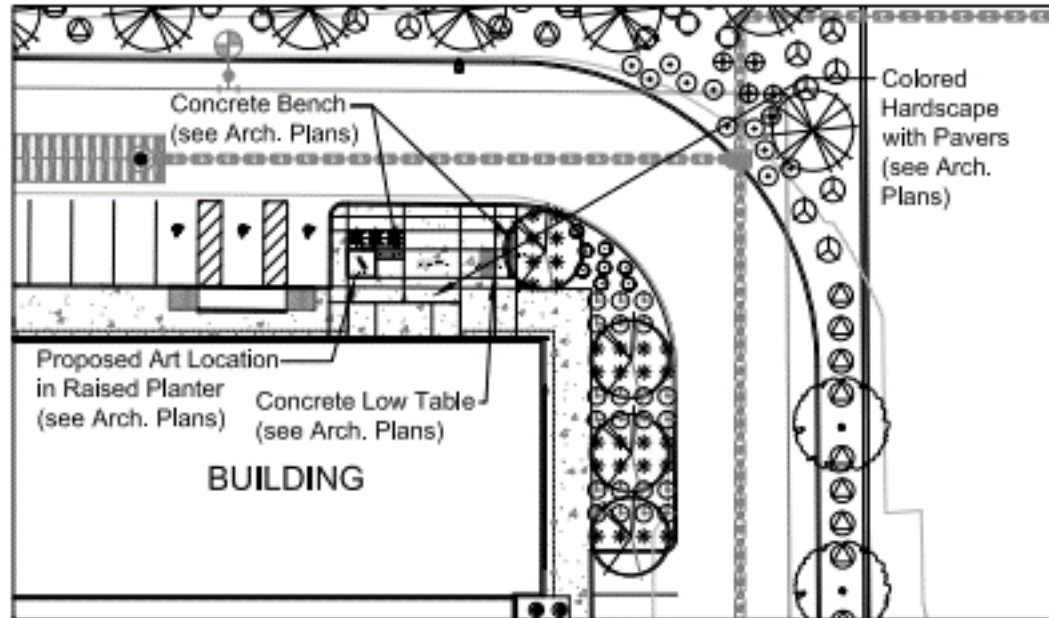 Concrete Bench
(see Arch. Plans)
Colored
Hardscape
with Pavers
(see Arch.
Plans)
Proposed Art Location
in Raised Planter
(see Arch. Plans)
Concrete Low Table
(see Arch. Plans)
BUILDING